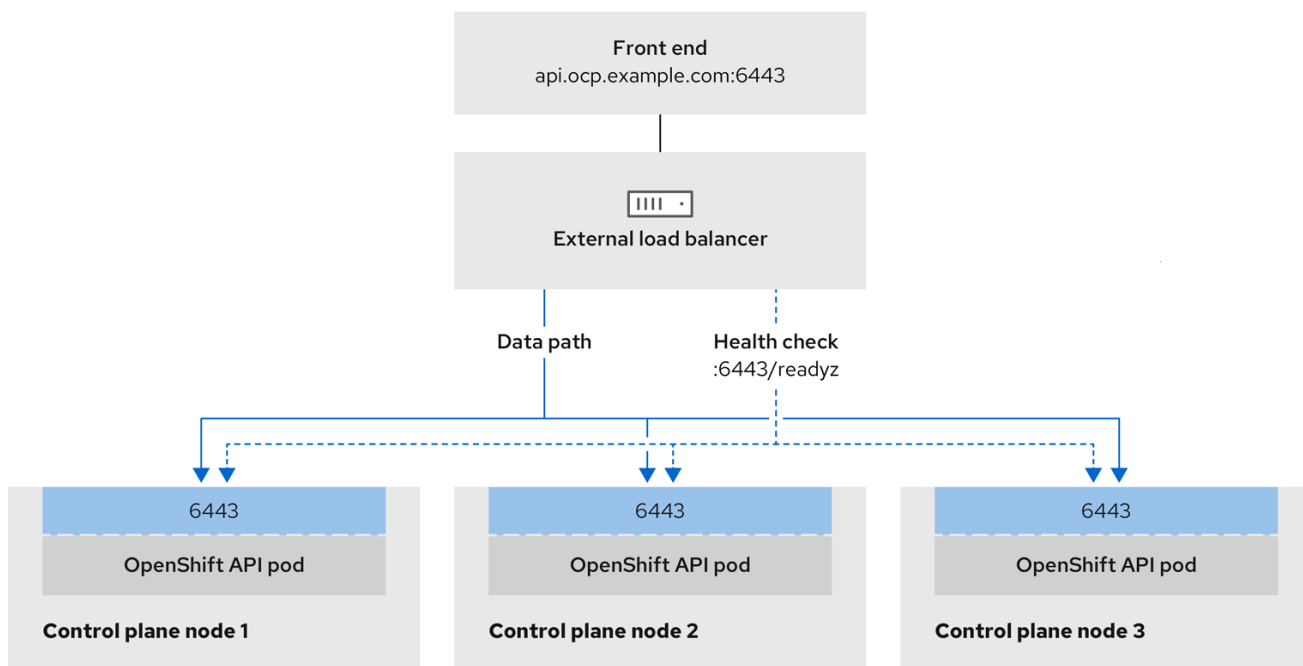 Front end
api.ocp.example.com:6443
External load balancer
Data path
Health check
:6443/readyz
6443
6443
6443
OpenShift API pod
OpenShift API pod
OpenShift API pod
Control plane node 1
Control plane node 2
Control plane node 3